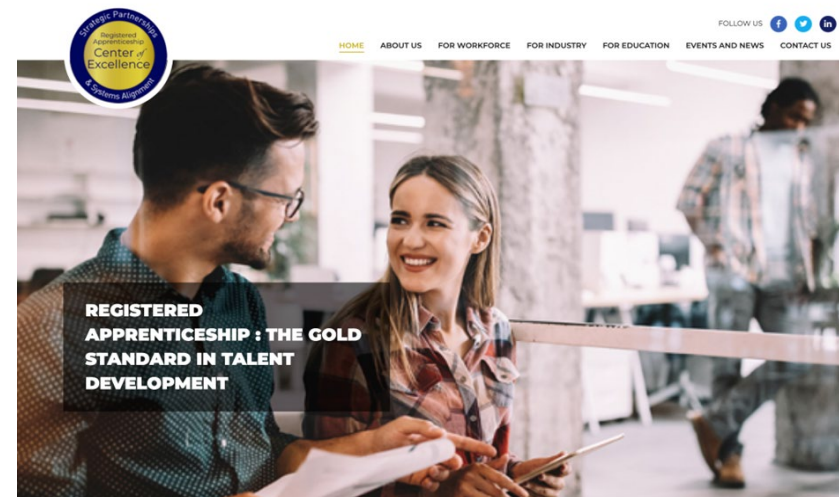 Strategic Partnerships
Registered
Apprenticeship
Center of
Excellence
& Systems Alignment
FOLLOW US
HOME ABOUT US FOR WORKFORCE FOR INDUSTRY FOR EDUCATION EVENTS AND NEWS CONTACT US
REGISTERED
APPRENTICESHIP : THE GOLD
STANDARD IN TALENT
DEVELOPMENT